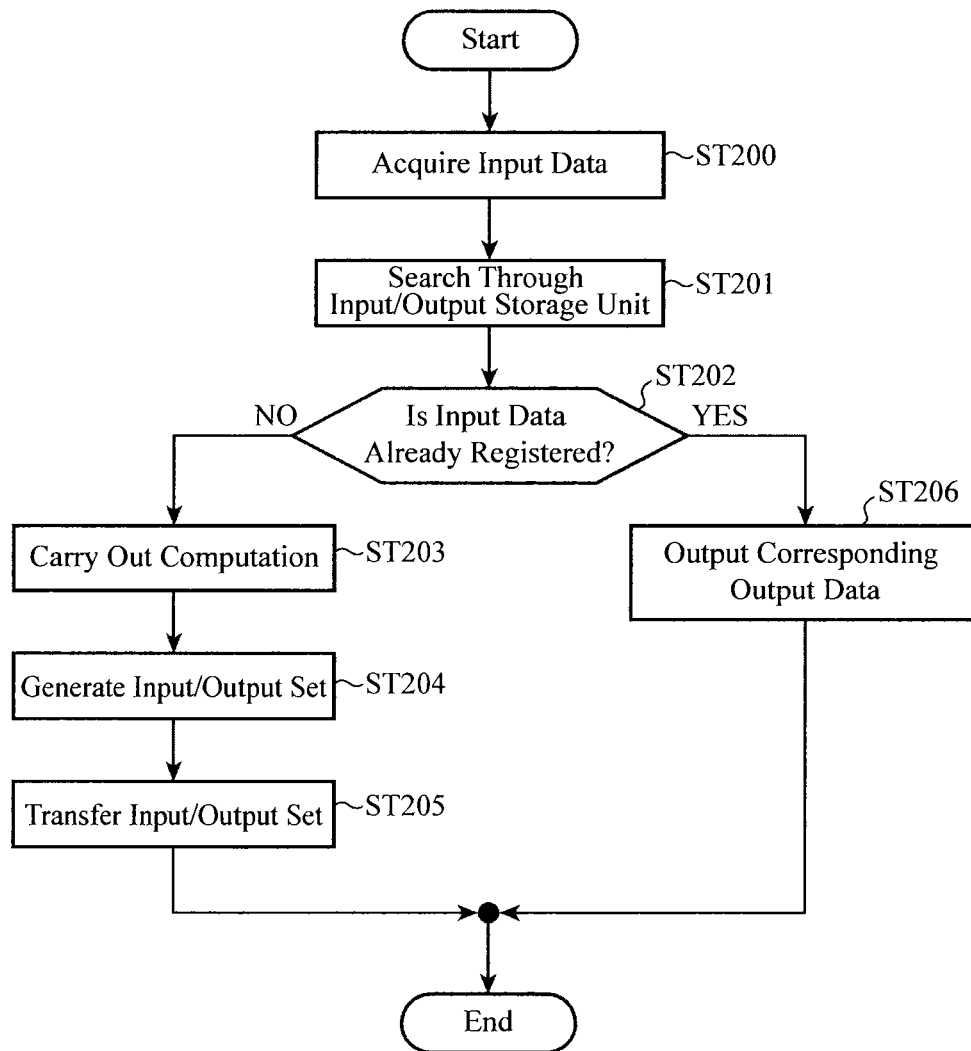 Start
Acquire Input Data
ST200
Search Through
Input/Output Storage Unit
ST201
ST202
NO
Is Input Data
Already Registered?
YES
ST206
Carry Out Computation
ST203
Output Corresponding
Output Data
Generate Input/Output Set
ST204
Transfer Input/Output Set
ST205
End